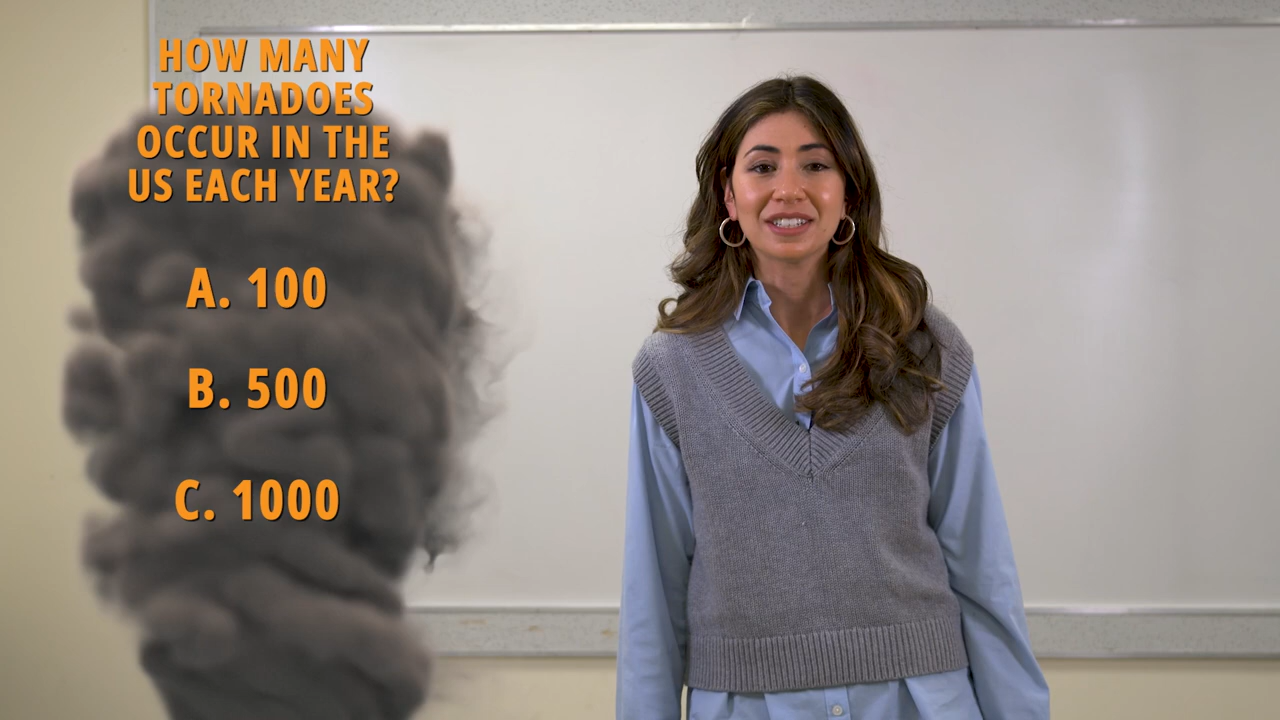 HOW MANY
TORNADOES
OCCUR IN THE
US EACH YEAR?
A. 100
B. 500
C. 1000